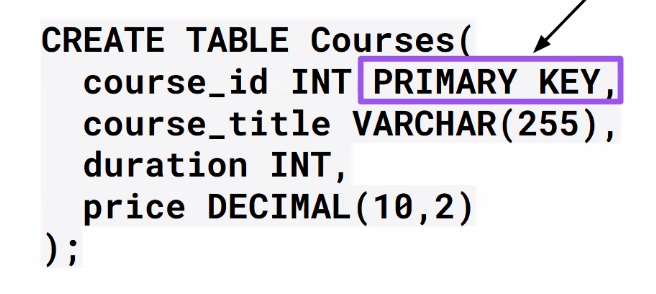 CREATE TABLE Courses(
  course_id INT PRIMARY KEY,
  course_title VARCHAR(255),
  duration INT,
  price DECIMAL(10,2)
);